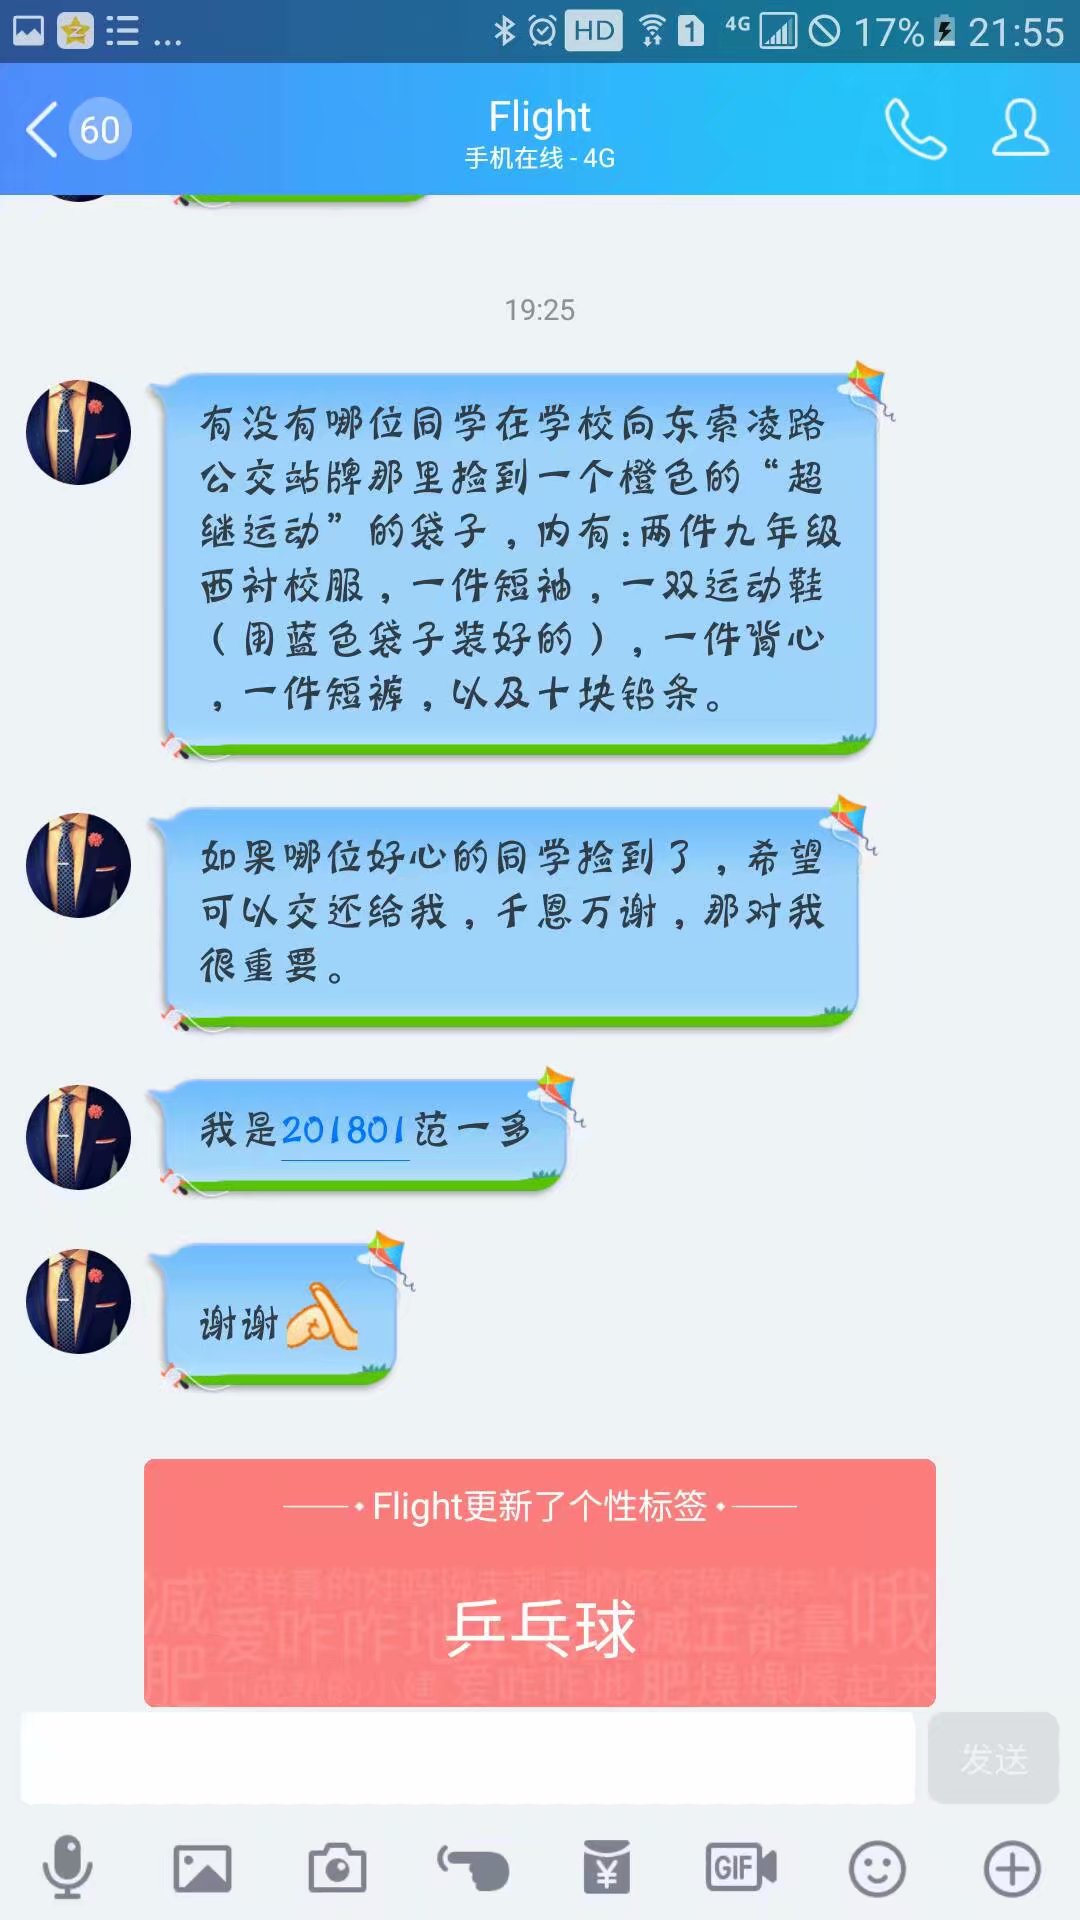 ... HD 1 4G 17% 21:55
60
Flight
手机在线 - 4G
19:25
有没有哪位同学在学校向东索凌路
公交站牌那里捡到一个橙色的“超
继运动”的袋子，内有:两件九年级
西衬校服，一件短袖，一双运动鞋
（用蓝色袋子装好的），一件背心
，一件短裤，以及十块铅条。
如果哪位好心的同学捡到了，希望
可以交还给我，千恩万谢，那对我
很重要。
我是201801范一多
谢谢
Flight更新了个性标签
乒乓球
发送
GIF